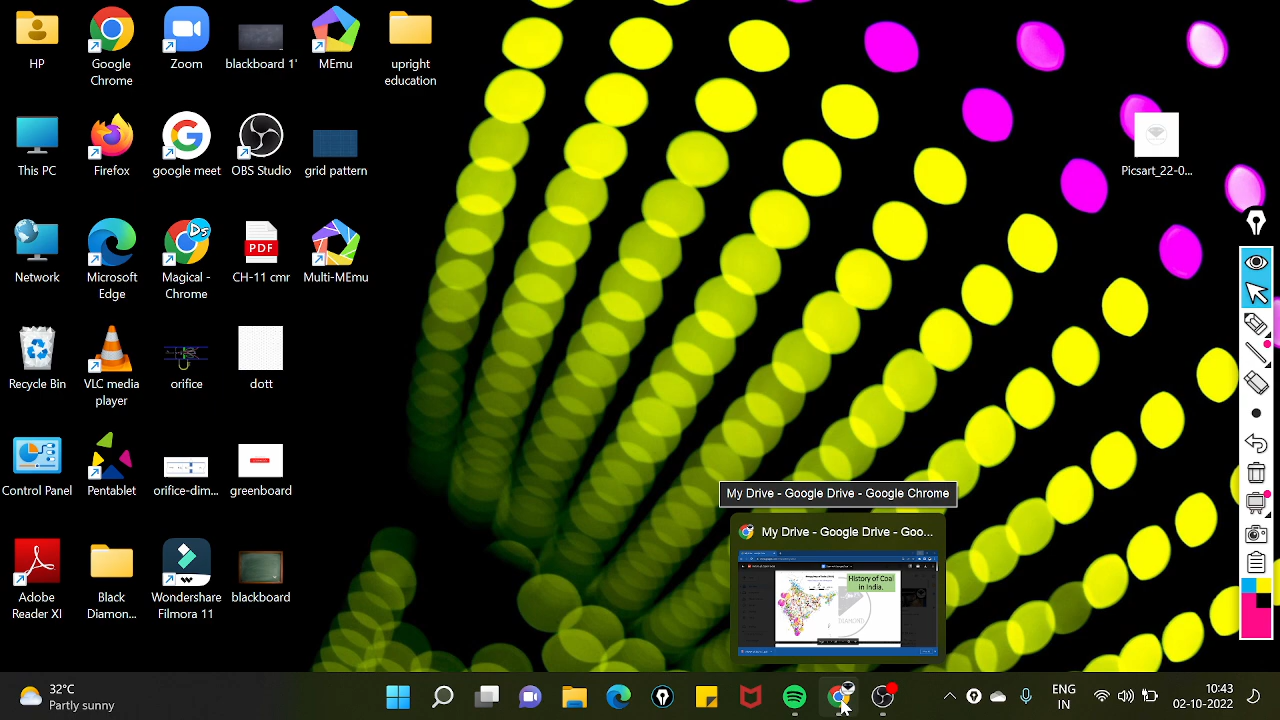 HP
Google
Chrome
Zoom
blackboard 1'
MEmu
upright
education
This PC
Firefox
google meet
OBS Studio
grid pattern
Picsart_22-0...
Network
Microsoft
Edge
Magical -
Chrome
PDF
CH-11 cmr
Multi-MEmu
Recycle Bin
VLC media
player
orifice
dott
Control Panel
Pentablet
orifice-dim...
greenboard
My Drive - Google Drive - Google Chrome
My Drive - Google Drive - Goo...
History of Coal
in India.
DIAMOND
Adobe
Reader XI
Diamon...
Wondershare
Filmora 11
blackboard
32°C
Partly sunny
ENG
IN
10:43
02-10-2022